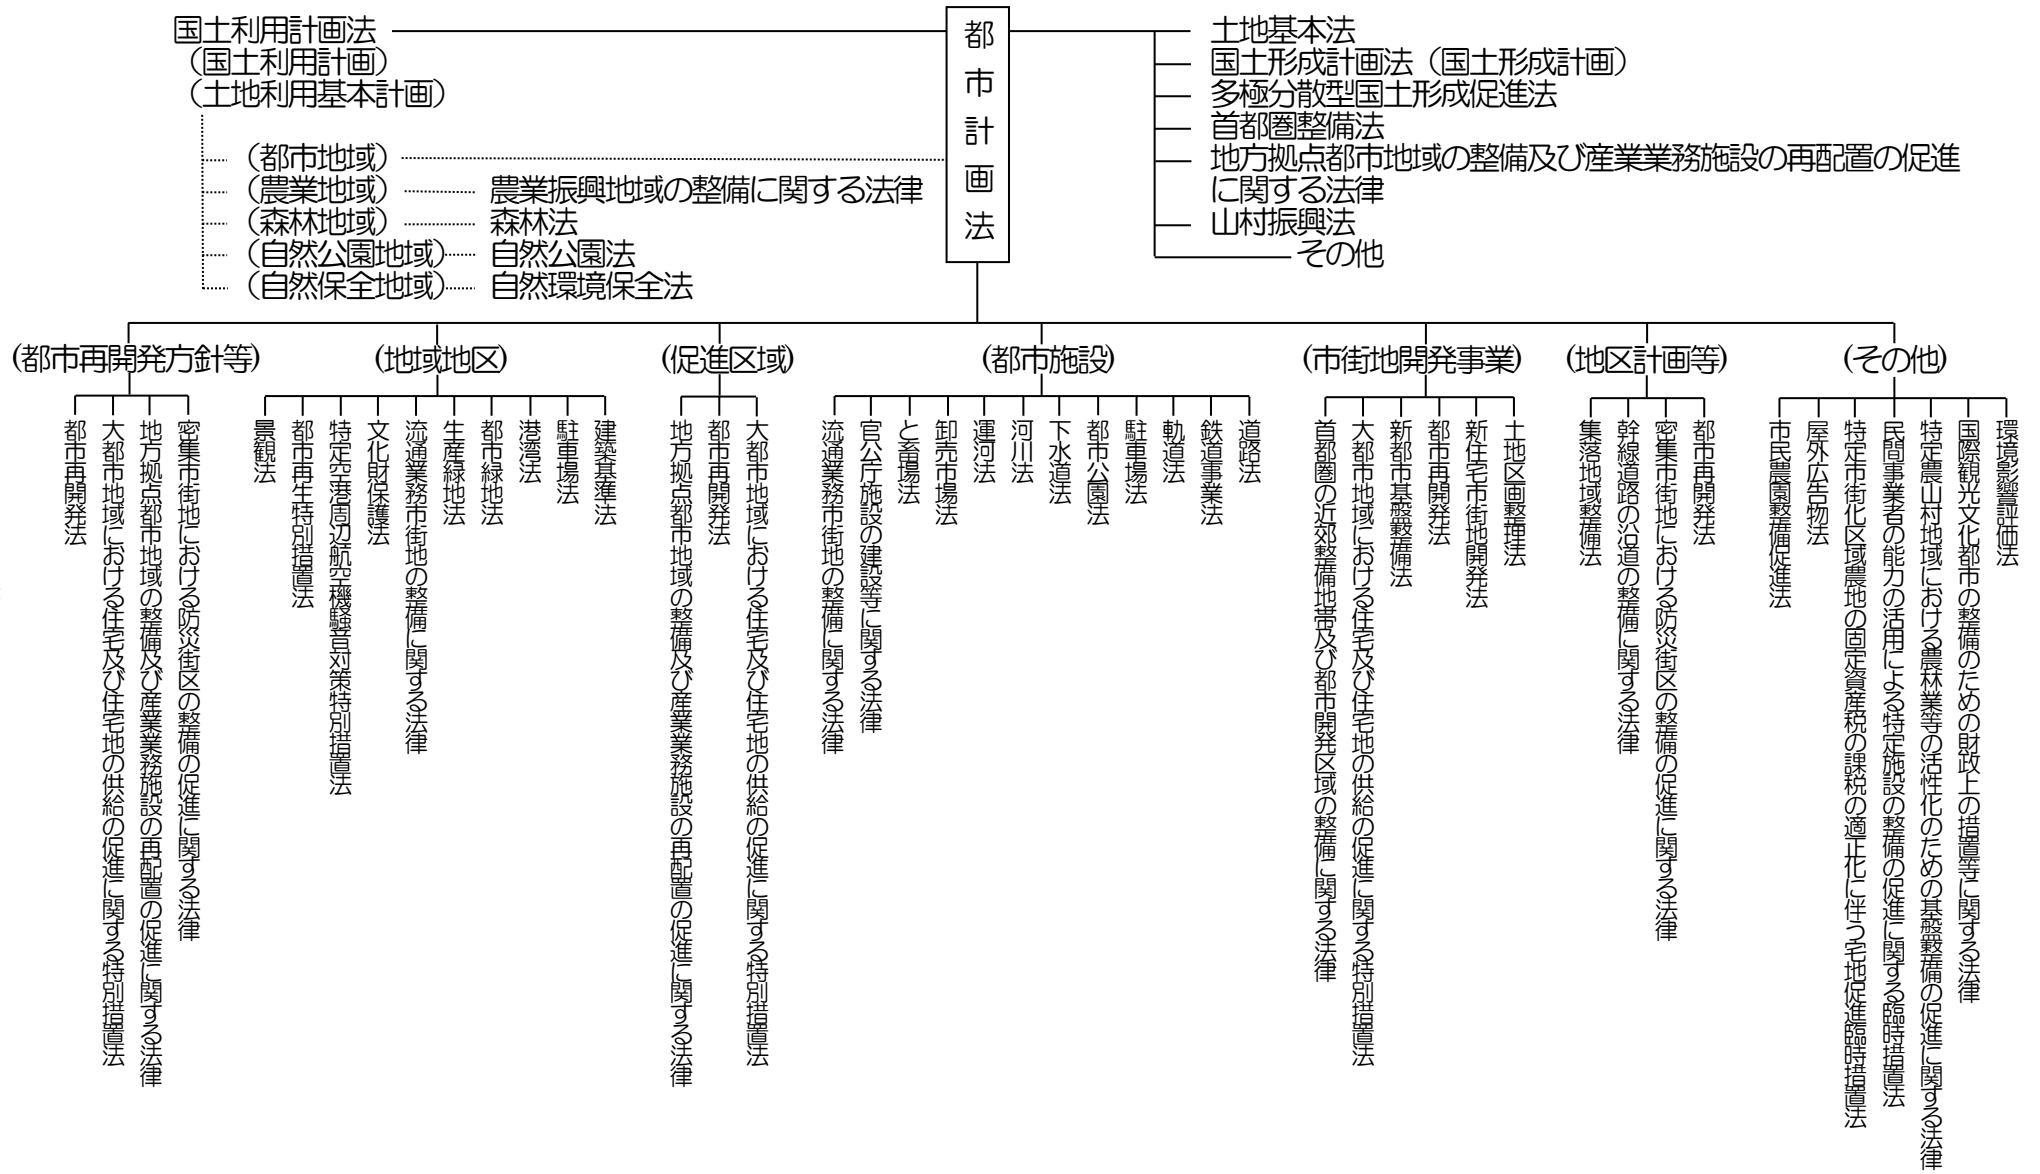 国土利用計画法
（国土利用計画）
（土地利用基本計画）
（都市地域）
（農業地域）
農業振興地域の整備に関する法律
（森林地域）
森林法
（自然公園地域）
自然公園法
（自然保全地域）
自然環境保全法
都市計画法
土地基本法
国土形成計画法（国土形成計画）
多極分散型国土形成促進法
首都圏整備法
地方拠点都市地域の整備及び産業業務施設の再配置の促進
に関する法律
山村振興法
その他
(都市再開発方針等)
都市再開発法
大都市地域における住宅及び住宅地の供給の促進に関する特別措置法
地方拠点都市地域の整備及び産業業務施設の再配置の促進に関する法律
密集市街地における防災街区の整備の促進に関する法律
(地域地区)
景観法
都市再生特別措置法
特定空港周辺航空機騒音対策特別措置法
文化財保護法
流通業務市街地の整備に関する法律
生産緑地法
都市緑地法
港湾法
駐車場法
建築基準法
(促進区域)
地方拠点都市地域の整備及び産業業務施設の再配置の促進に関する法律
都市再開発法
大都市地域における住宅及び住宅地の供給の促進に関する特別措置法
(都市施設)
流通業務市街地の整備に関する法律
官公庁施設の建設等に関する法律
と畜場法
卸売市場法
運河法
河川法
下水道法
都市公園法
駐車場法
軌道法
鉄道事業法
道路法
(市街地開発事業)
首都圏の近郊整備地帯及び都市開発区域の整備に関する法律
大都市地域における住宅及び住宅地の供給の促進に関する特別措置法
新都市基盤整備法
都市再開発法
新住宅市街地開発法
土地区画整理法
(地区計画等)
集落地域整備法
幹線道路の沿道の整備に関する法律
密集市街地における防災街区の整備の促進に関する法律
都市再開発法
(その他)
市民農園整備促進法
屋外広告物法
特定市街化区域農地の固定資産税の課税の適正化に伴う宅地促進臨時措置法
民間事業者の能力の活用による特定施設の整備の促進に関する臨時措置法
特定農山村地域における農林業等の活性化のための基盤整備の促進に関する法律
国際観光文化都市の整備のための財政上の措置等に関する法律
環境影響評価法